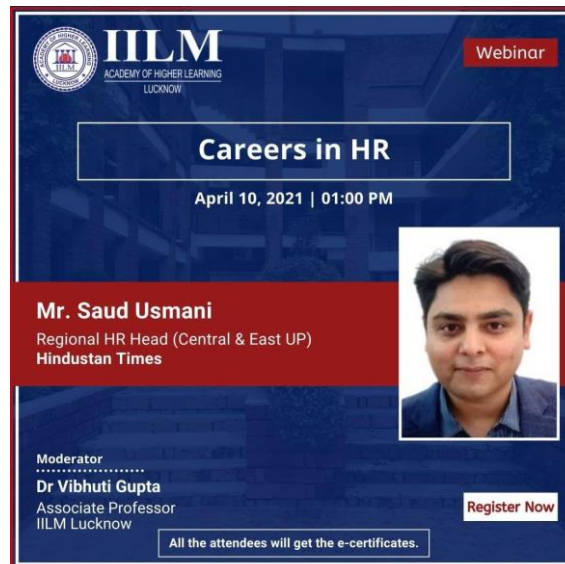 IILM
ACADEMY OF HIGHER LEARNING
LUCKNOW
Webinar
Careers in HR
April 10, 2021 | 01:00 PM
Mr. Saud Usmani
Regional HR Head (Central & East UP)
Hindustan Times
Moderator
Dr Vibhuti Gupta
Associate Professor
IILM Lucknow
Register Now
All the attendees will get the e-certificates.